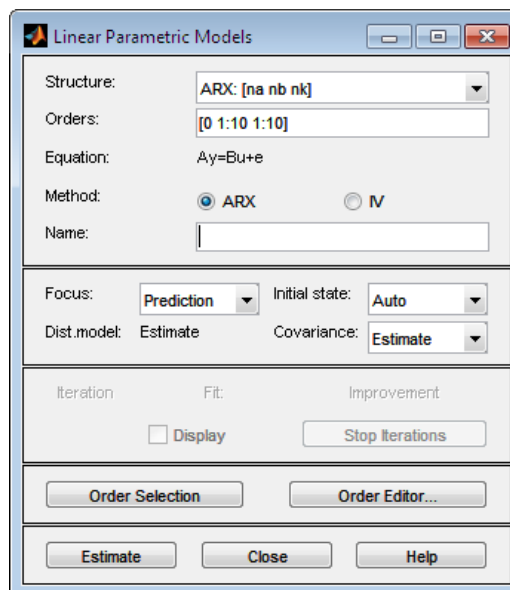 Linear Parametric Models
Structure: ARX: [na nb nk]
Orders: [0 1:10 1:10]
Equation: Ay=Bu+e
Method: ARX IV
Name:
Focus: Prediction Initial state: Auto
Dist.model: Estimate Covariance: Estimate
Iteration Fit: Improvement
Display Stop Iterations
Order Selection Order Editor...
Estimate Close Help